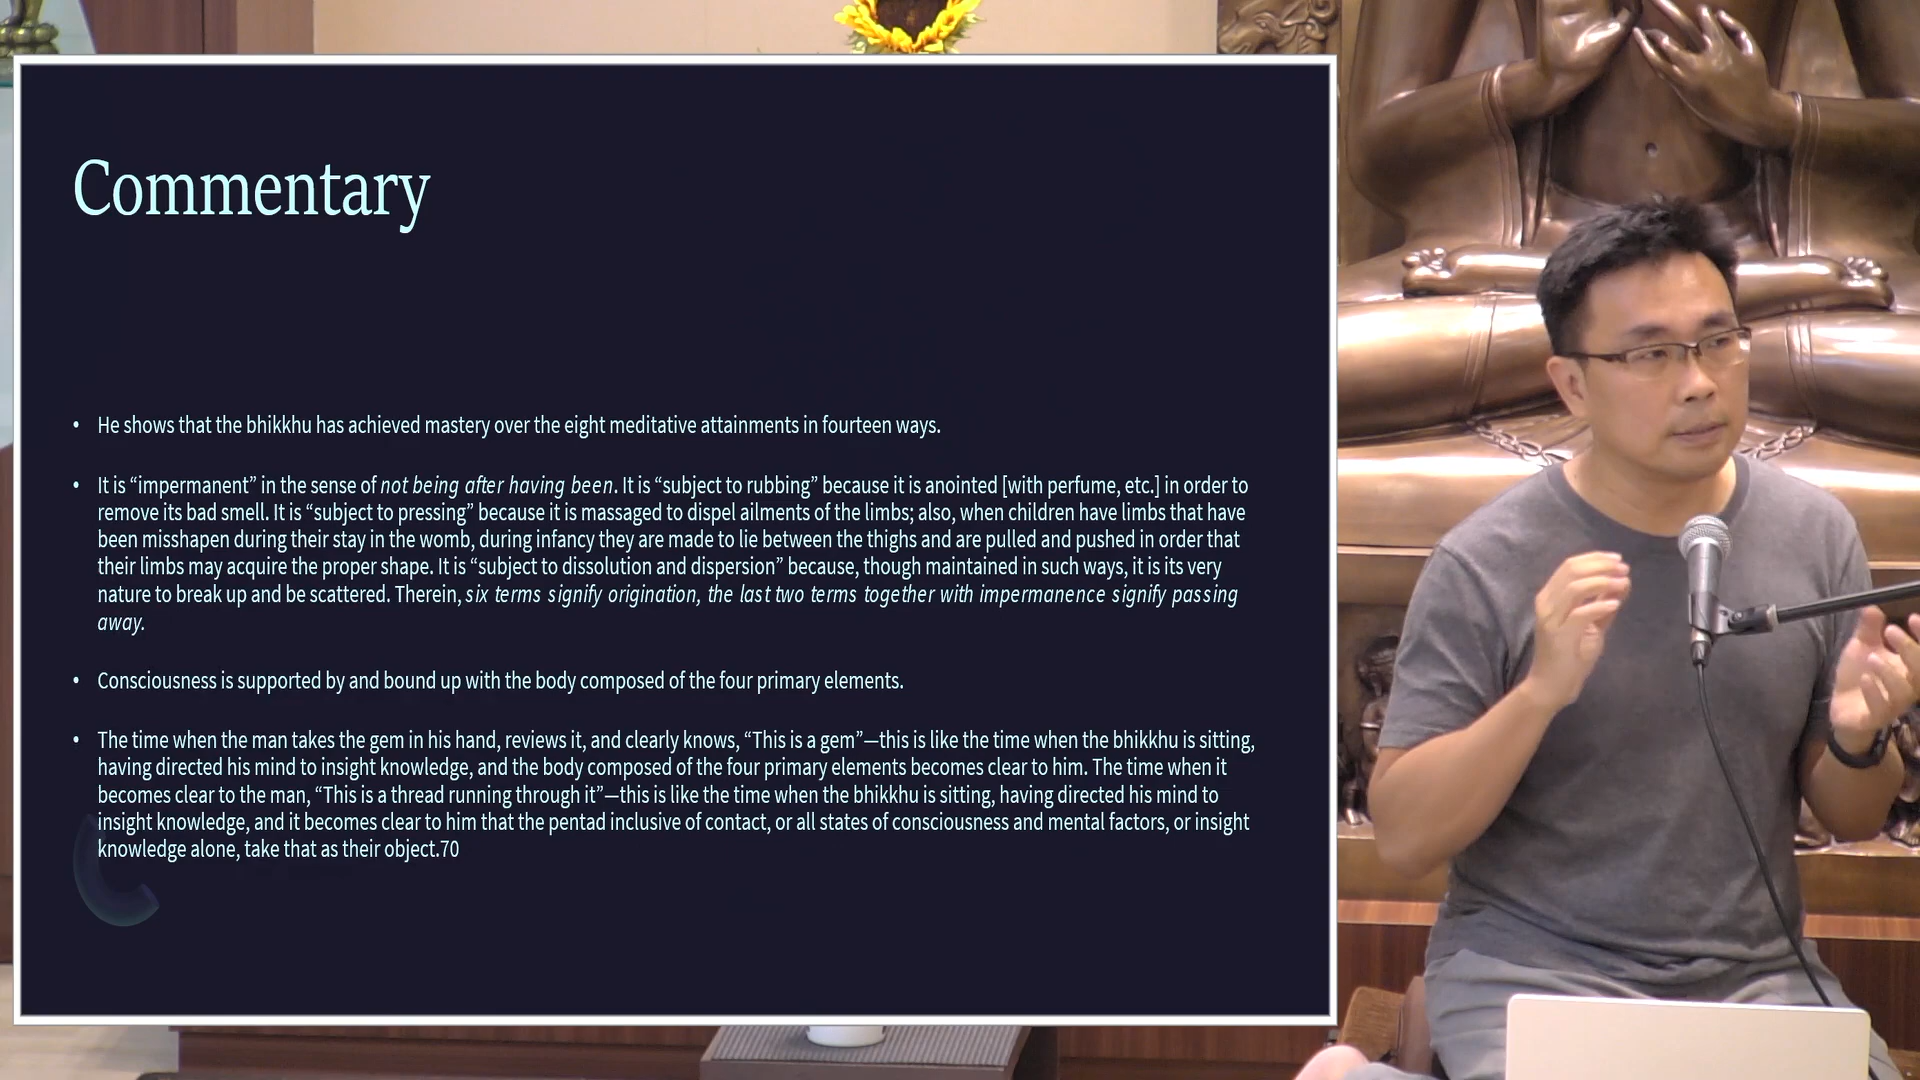 Commentary
• He shows that the bhikkhu has achieved mastery over the eight meditative attainments in fourteen ways.
• It is “impermanent” in the sense of not being after having been. It is “subject to rubbing” because it is anointed [with perfume, etc.] in order to
remove its bad smell. It is “subject to pressing” because it is massaged to dispel ailments of the limbs; also, when children have limbs that have
been misshapen during their stay in the womb, during infancy they are made to lie between the thighs and are pulled and pushed in order that
their limbs may acquire the proper shape. It is “subject to dissolution and dispersion” because, though maintained in such ways, it is its very
nature to break up and be scattered. Therein, six terms signify origination, the last two terms together with impermanence signify passing
away.
• Consciousness is supported by and bound up with the body composed of the four primary elements.
• The time when the man takes the gem in his hand, reviews it, and clearly knows, “This is a gem”—this is like the time when the bhikkhu is sitting,
having directed his mind to insight knowledge, and the body composed of the four primary elements becomes clear to him. The time when it
becomes clear to the man, “This is a thread running through it”—this is like the time when the bhikkhu is sitting, having directed his mind to
insight knowledge, and it becomes clear to him that the pentad inclusive of contact, or all states of consciousness and mental factors, or insight
knowledge alone, take that as their object.70